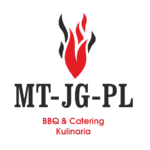 MT-JG-PL
BBQ & Catering
Kulinaria